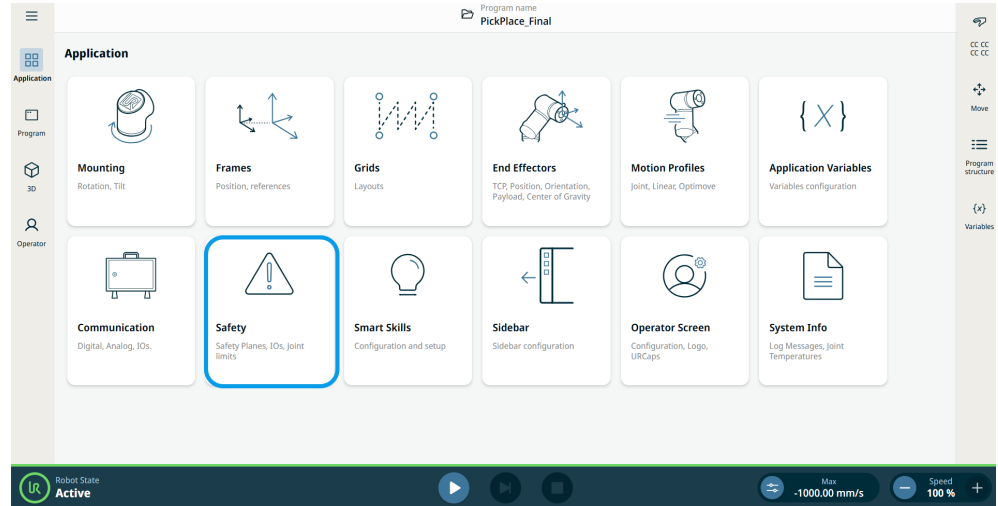 Program name
PickPlace_Final
Application
Application
Program
3D
Operator
Mounting
Rotation, Tilt
Frames
Position, references
Grids
Layouts
End Effectors
TCP, Position, Orientation,
Payload, Center of Gravity
Motion Profiles
Joint, Linear, Optimove
{X}
Application Variables
Variables configuration
Communication
Digital, Analog, IOs.
Safety
Safety Planes, IOs, Joint
limits
Smart Skills
Configuration and setup
Sidebar
Sidebar configuration
Operator Screen
Configuration, Logo,
URCaps
System Info
Log Messages, Joint
Temperatures
CC CC
CC CC
Move
Program
structure
{x}
Variables
UR
Robot State
Active
Max
-1000.00 mm/s
Speed
100 %